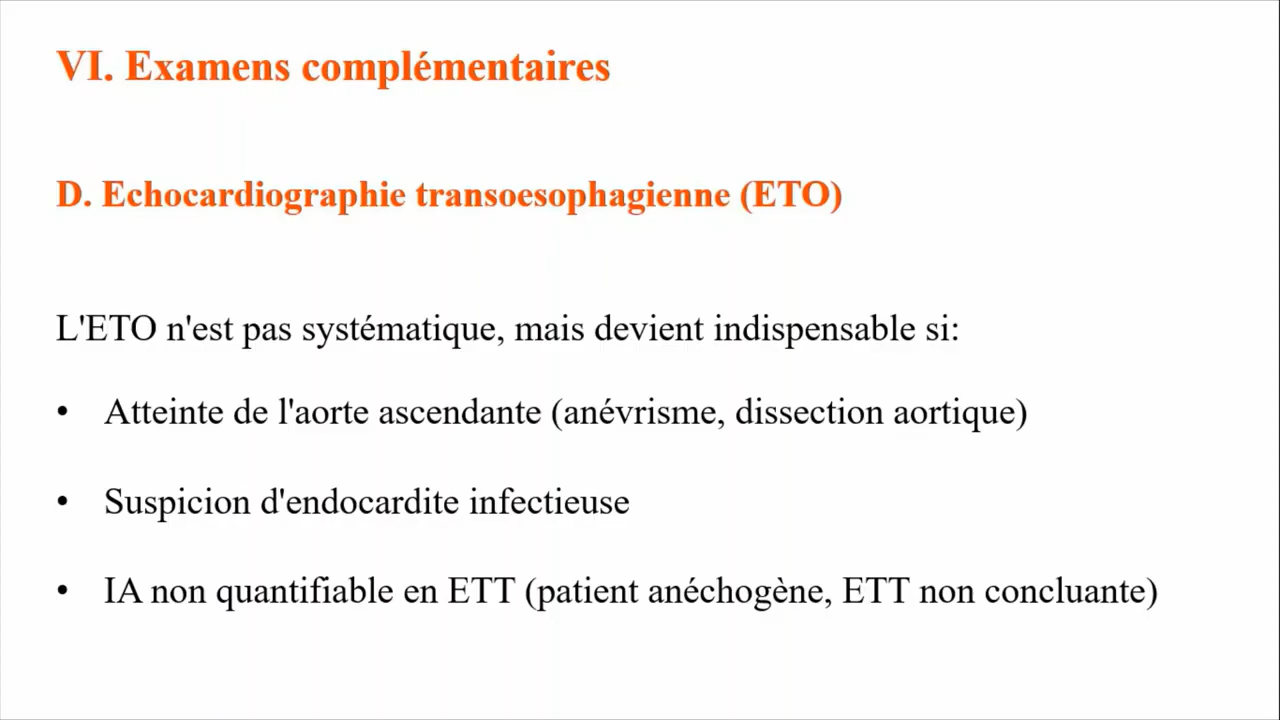 VI. Examens complémentaires
D. Echocardiographie transoesophagienne (ETO)
L'ETO n'est pas systématique, mais devient indispensable si:
• Atteinte de l'aorte ascendante (anévrisme, dissection aortique)
• Suspicion d'endocardite infectieuse
• IA non quantifiable en ETT (patient anéchogène, ETT non concluante)